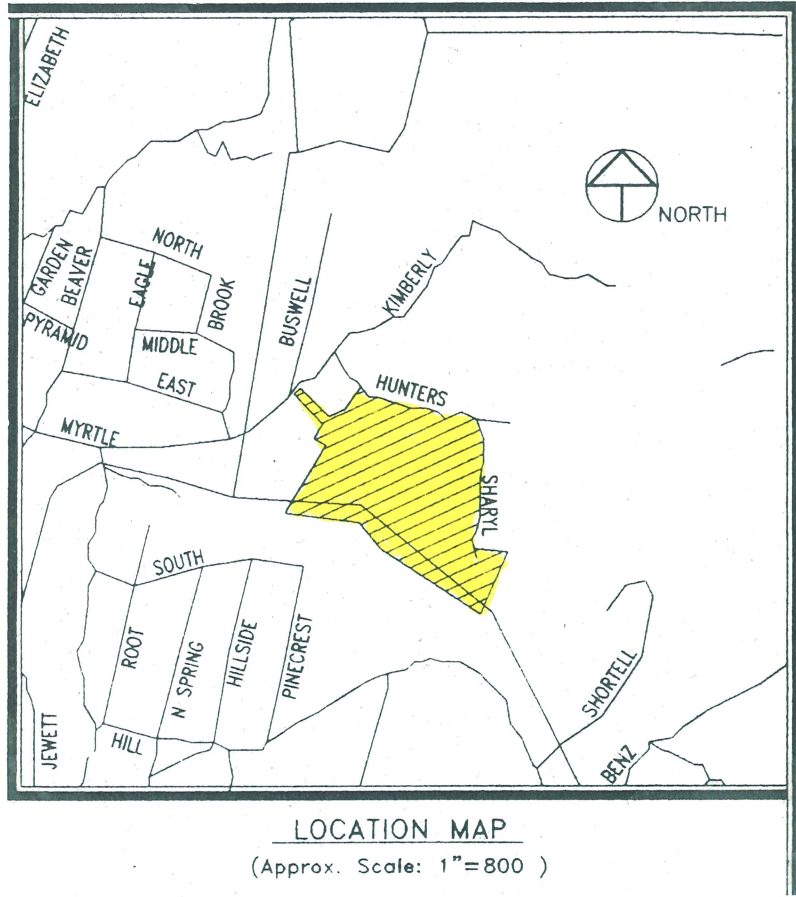 ELIZABETH
NORTH
GARDEN
BEAVER
NORTH
EAGLE
BROOK
BUSWELL
KIMBERLY
PYRAMID
MIDDLE
EAST
HUNTERS
MYRTLE
SHARYL
SOUTH
ROOT
N SPRING
HILLSIDE
PINECREST
SHORTELL
JEWETT
HILL
BENZ
LOCATION MAP
(Approx. Scale: 1"=800 )